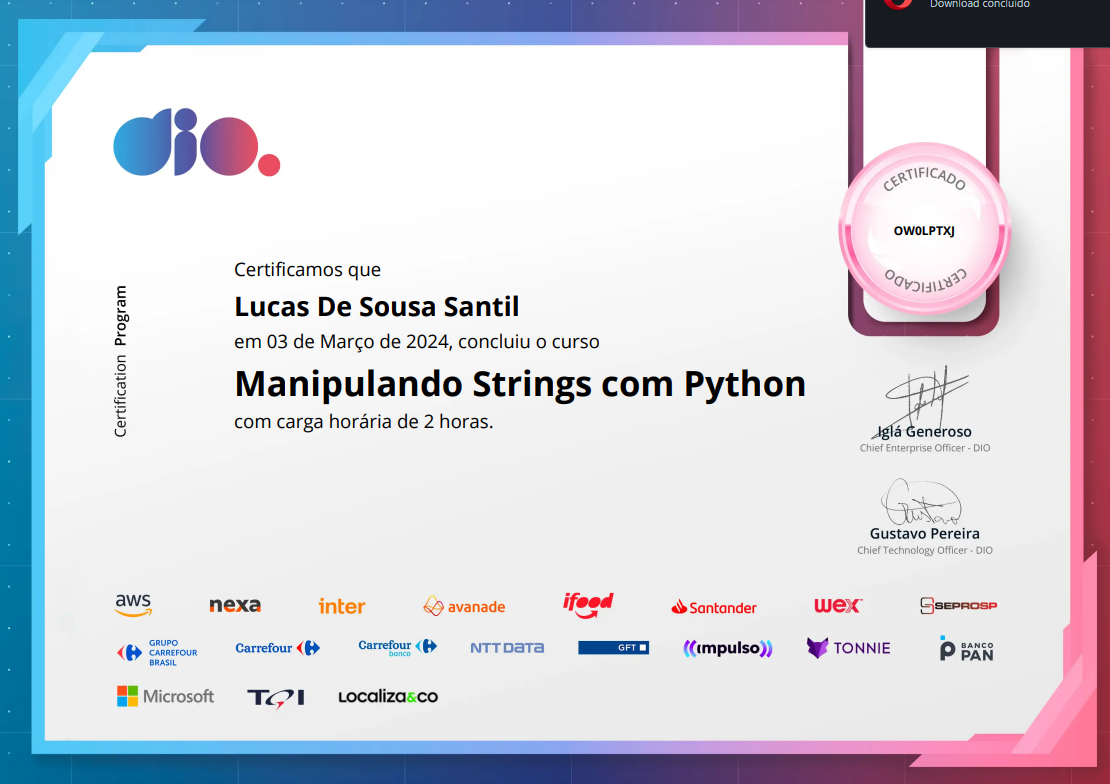 Download concluído
dio.
CERTIFICADO
OW0LPTXJ
CERTIFICADO
Certification Program
Certificamos que
Lucas De Sousa Santil
em 03 de Março de 2024, concluiu o curso
Manipulando Strings com Python
com carga horária de 2 horas.
Iglá Generoso
Chief Enterprise Officer - DIO
Gustavo
Gustavo Pereira
Chief Technology Officer - DIO
aws nexa inter avanade ifood Santander wex SEPROSP
GRUPO
CARREFOUR
BRASIL
Carrefour
Carrefour
banco
NTT DATA
GFT
impulso
TONNIE
BANCO
PAN
Microsoft TQI LOCALIZA&CO